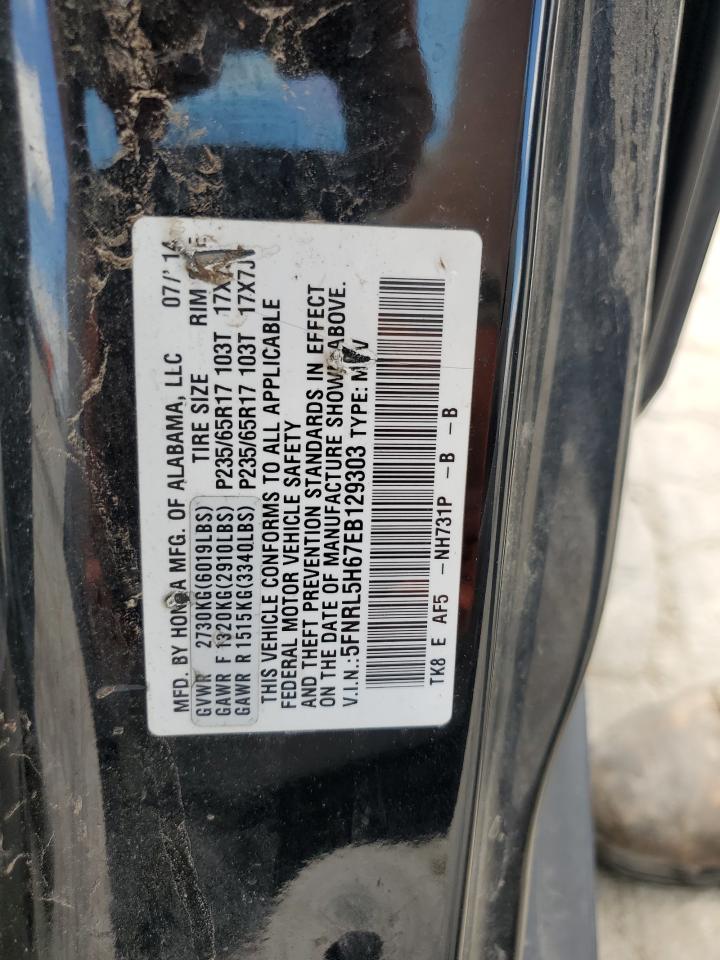 MFD. BY HONDA MFG. OF ALABAMA, LLC 07/'14
GVWR 2730KG(6019LBS) TIRE SIZE RIM
GAWR F 1320KG(2910LBS) P235/65R17 103T
GAWR R 1515KG(3340LBS) P235/65R17 103T 17X7J
THIS VEHICLE CONFORMS TO ALL APPLICABLE
FEDERAL MOTOR VEHICLE SAFETY
AND THEFT PREVENTION STANDARDS IN EFFECT
ON THE DATE OF MANUFACTURE SHOWN ABOVE.
V.I.N.:5FNRL5H67EB129303 TYPE:
TK8 E AF5 -NH731P -B -B